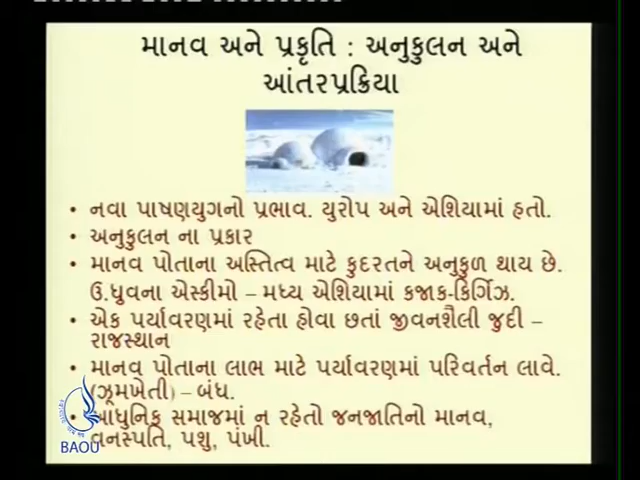 માનવ અને પ્રકૃતિ : અનુકુલન અને
આંતરપ્રક્રિયા
• નવા પાષણયુગનો પ્રભાવ. યુરોપ અને એશિયામાં હતો.
• અનુકુલન ના પ્રકાર
• માનવ પોતાના અસ્તિત્વ માટે કુદરતને અનુકુળ થાય છે.
ઉ.ધ્રુવના એસ્કીમો – મધ્ય એશિયામાં કજાક-કિર્ગિઝ.
• એક પર્યાવરણમાં રહેતા હોવા છતાં જીવનશૈલી જુદી –
રાજસ્થાન
• માનવ પોતાના લાભ માટે પર્યાવરણમાં પરિવર્તન લાવે.
(ઝૂમખેતી) – બંધ.
• આધુનિક સમાજમાં ન રહેતો જનજાતિનો માનવ,
વનસ્પતિ, પશુ, પંખી.
BAOU